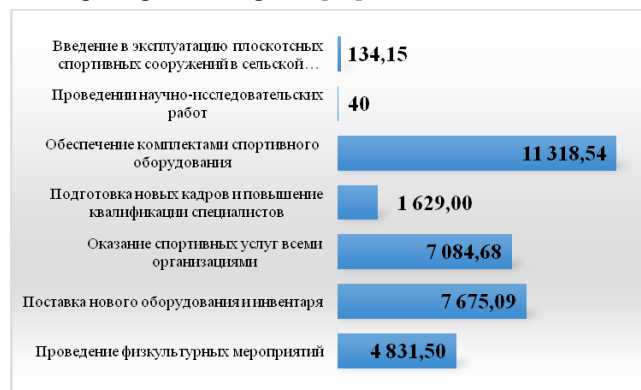 Введение в эксплуатацию плоскотсных
спортивных сооружений в сельской...
134,15
Проведении научно-исследовательских
работ
40
Обеспечение комплектами спортивного
оборудования
11 318,54
Подготовка новых кадров и повышение
квалификации специалистов
1 629,00
Оказание спортивных услуг всеми
организациями
7 084,68
Поставка нового оборудования и инвентаря
7 675,09
Проведение физкультурных мероприятий
4 831,50